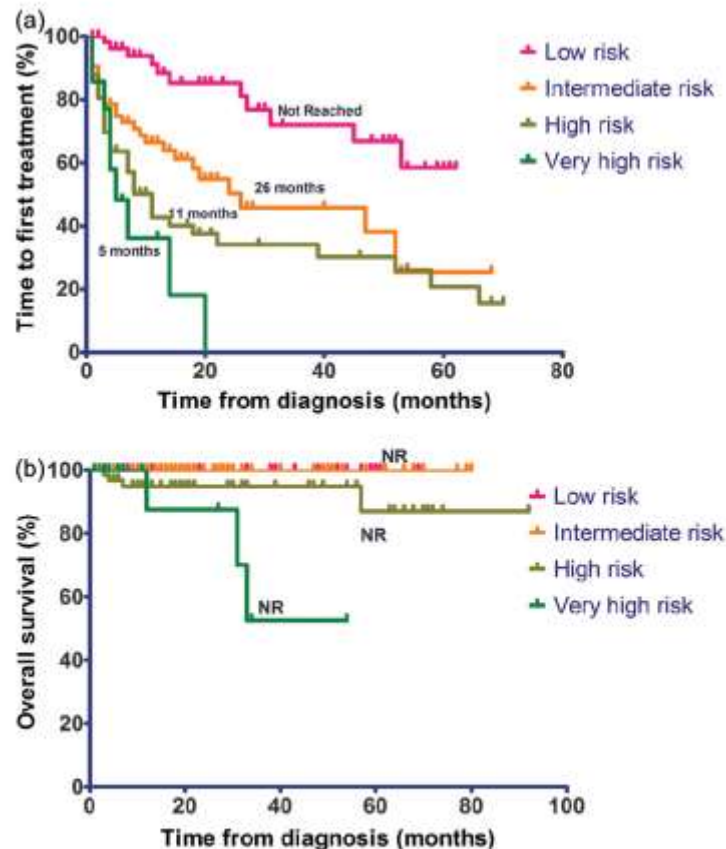 (a)
Time to first treatment (%)
100
80
60
40
20
0
0 20 40 60 80
Time from diagnosis (months)
Not Reached
26 months
11 months
5 months
Low risk
Intermediate risk
High risk
Very high risk
(b)
Overall survival (%)
100
80
60
40
20
0
0 20 40 60 80 100
Time from diagnosis (months)
NR
NR
NR
Low risk
Intermediate risk
High risk
Very high risk